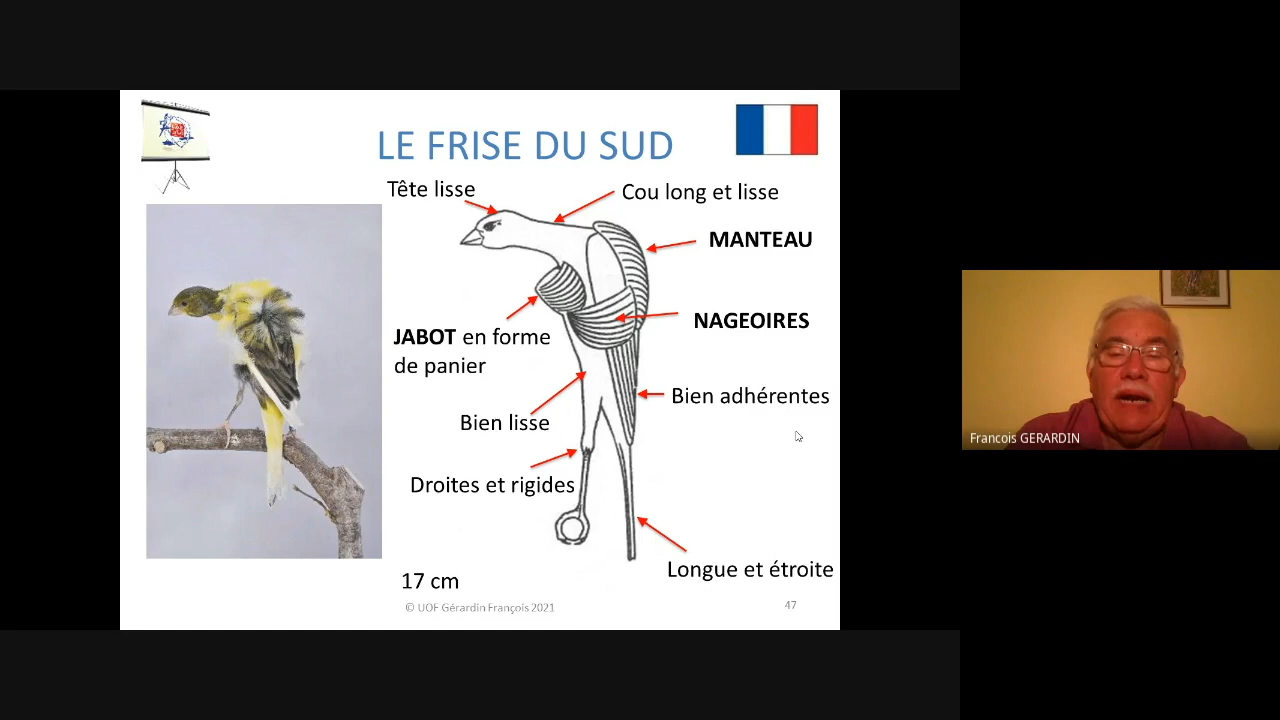 LE FRISE DU SUD
Tête lisse
Cou long et lisse
MANTEAU
NAGEOIRES
JABOT en forme
de panier
Bien adhérentes
Bien lisse
Droites et rigides
Longue et étroite
17 cm
© UOF Gérardin François 2021
47
Francois GERARDIN